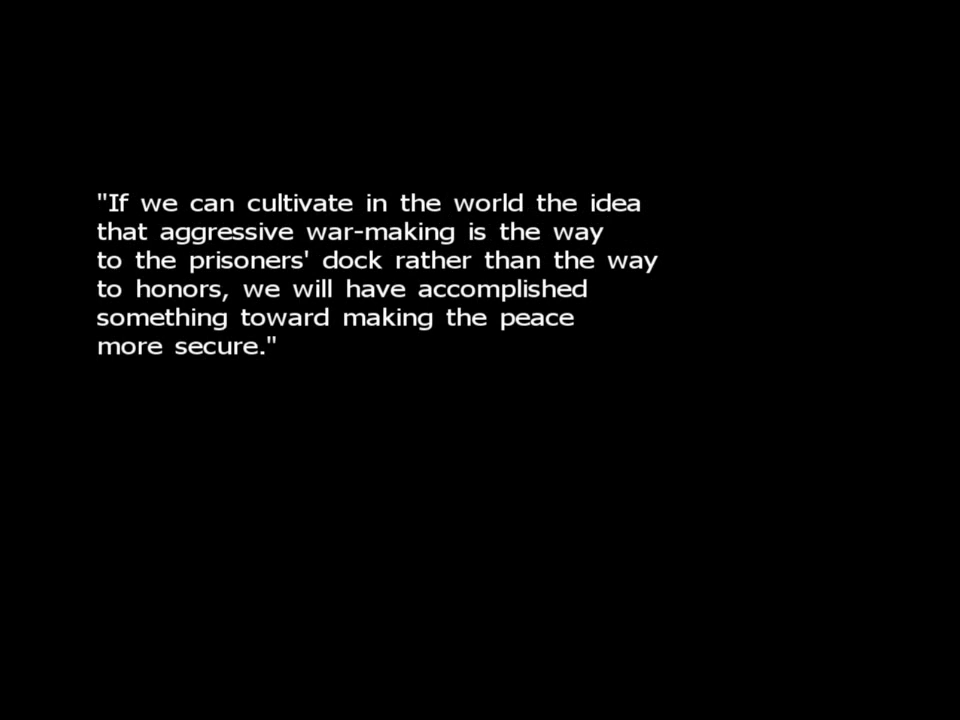 "If we can cultivate in the world the idea
that aggressive war-making is the way
to the prisoners' dock rather than the way
to honors, we will have accomplished
something toward making the peace
more secure."